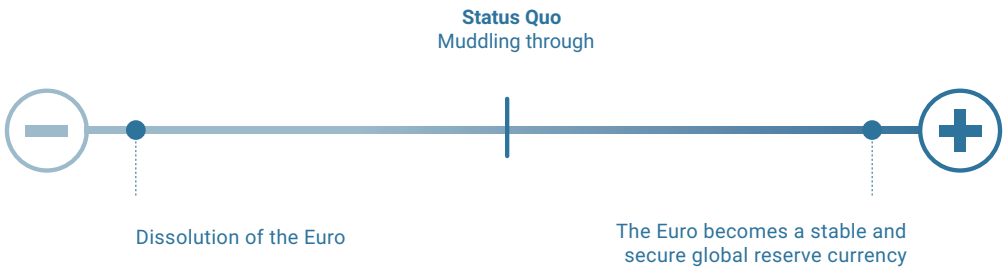 Status Quo
Muddling through
Dissolution of the Euro
The Euro becomes a stable and
secure global reserve currency